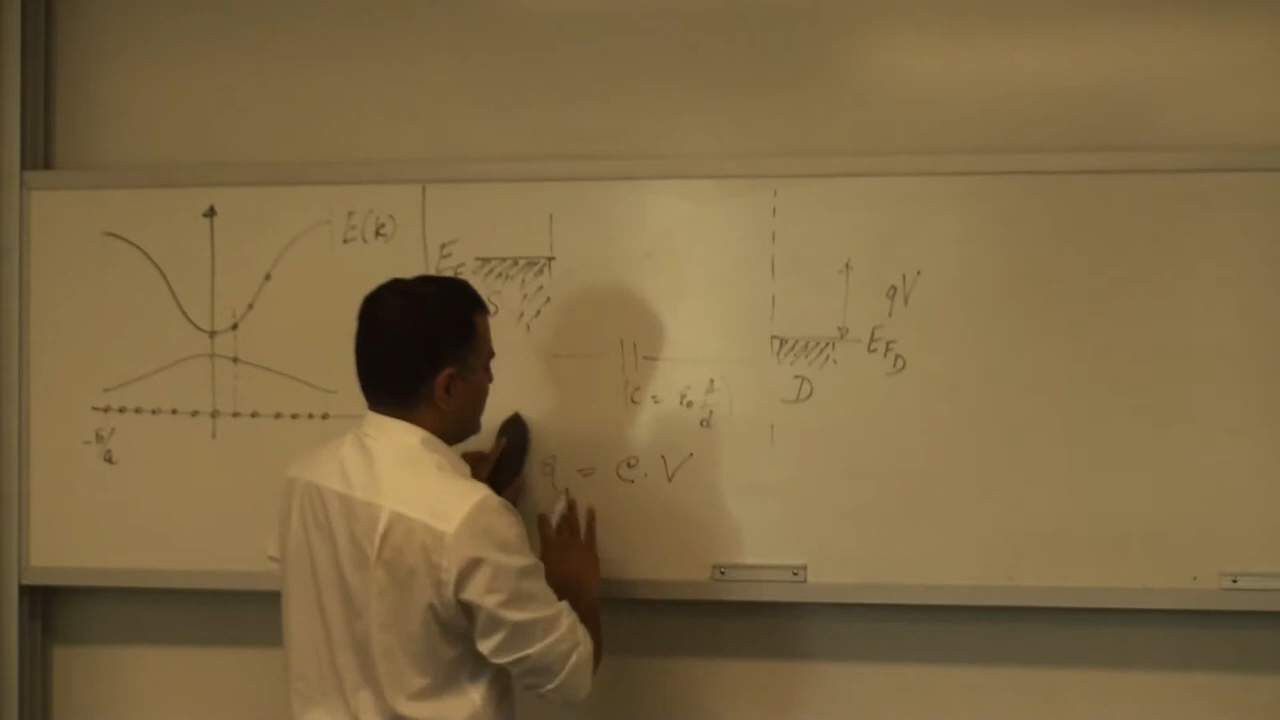 E(k)
-π/a
E_F
S
C = ε₀ A/d
q = C . V
qV
E_F_D
D